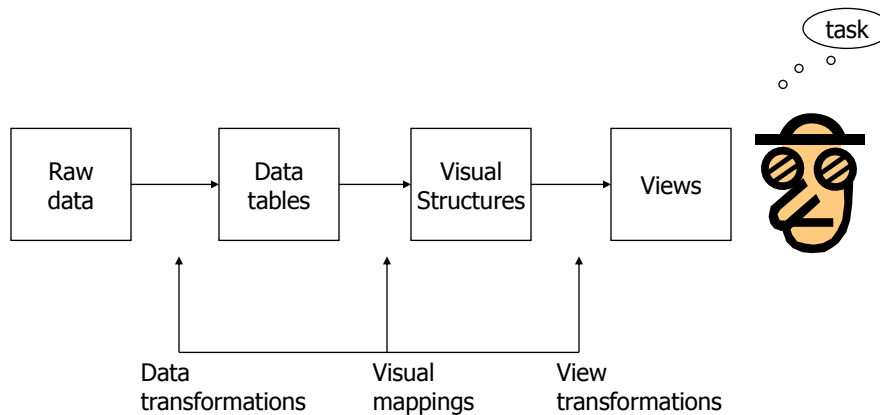 task
Raw
data
Data
tables
Visual
Structures
Views
Data
transformations
Visual
mappings
View
transformations